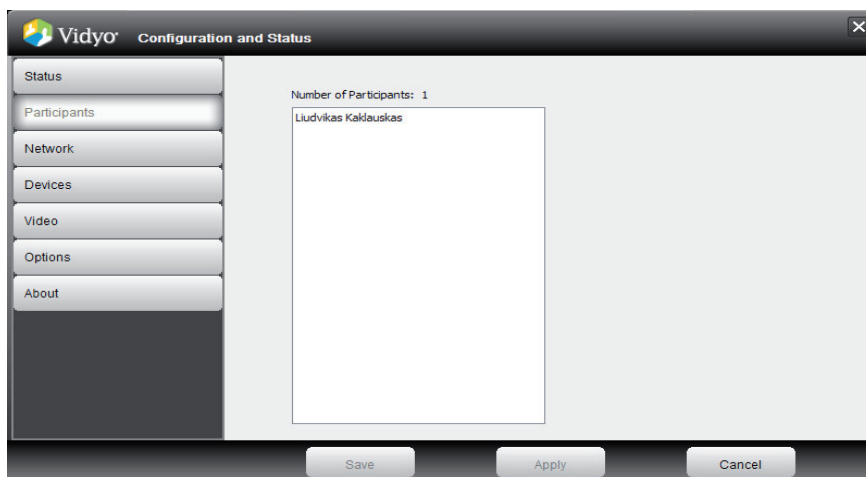 Vidyo Configuration and Status
Status
Participants
Network
Devices
Video
Options
About
Number of Participants: 1
Liudvikas Kaklauskas
Save
Apply
Cancel